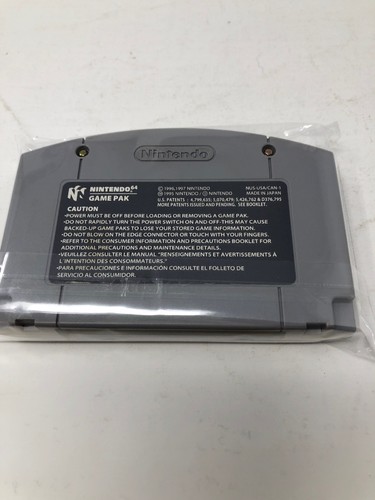 Nintendo
NINTENDO64
GAME PAK
© 1996, 1997 NINTENDO
NUS-USA/CAN-1
MADE IN JAPAN
U.S. PATENTS - 4,799,635; 5,070,479; 5,426,762 & D376,795
MORE PATENTS ISSUED AND PENDING. SEE BOOKLET.
CAUTION
•POWER MUST BE OFF BEFORE LOADING OR REMOVING A GAME PAK.
•DO NOT RAPIDLY TURN THE POWER SWITCH ON AND OFF-THIS MAY CAUSE
BACKED-UP GAME PAKS TO LOSE YOUR STORED GAME INFORMATION.
•DO NOT BLOW ON THE EDGE CONNECTOR OR TOUCH WITH YOUR FINGERS.
•REFER TO THE CONSUMER INFORMATION AND PRECAUTIONS BOOKLET FOR
ADDITIONAL PRECAUTIONS AND MAINTENANCE DETAILS.
•VEUILLEZ CONSULTER LE MANUAL "RENSEIGNEMENTS ET AVERTISSEMENTS À
L'INTENTION DES CONSOMMATEURS."
•PARA PRECAUCIONES E INFORMACIÓN CONSULTE EL FOLLETO DE
SERVICIO AL CONSUMIDOR.